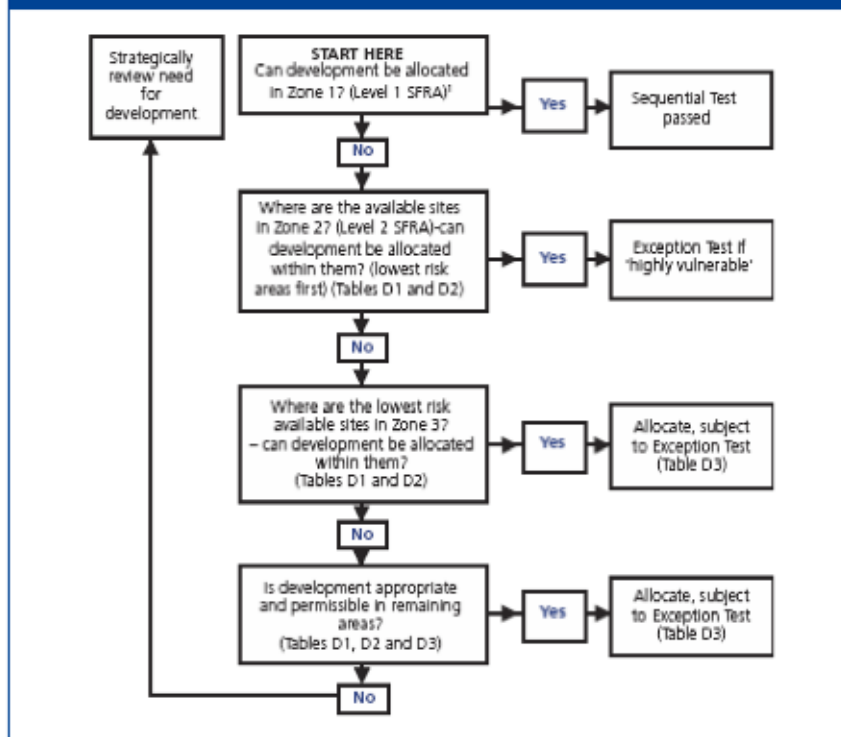 Strategically
review need
for
development
START HERE
Can development be allocated
in Zone 1? (Level 1 SFRA)¹
Yes
Sequential Test
passed
No
Where are the available sites
in Zone 2? (Level 2 SFRA)-can
development be allocated
within them? (lowest risk
areas first) (Tables D1 and D2)
Yes
Exception Test if
'highly vulnerable'
No
Where are the lowest risk
available sites in Zone 3?
– can development be allocated
within them?
(Tables D1 and D2)
Yes
Allocate, subject
to Exception Test
(Table D3)
No
Is development appropriate
and permissible in remaining
areas?
(Tables D1, D2 and D3)
Yes
Allocate, subject
to Exception Test
(Table D3)
No